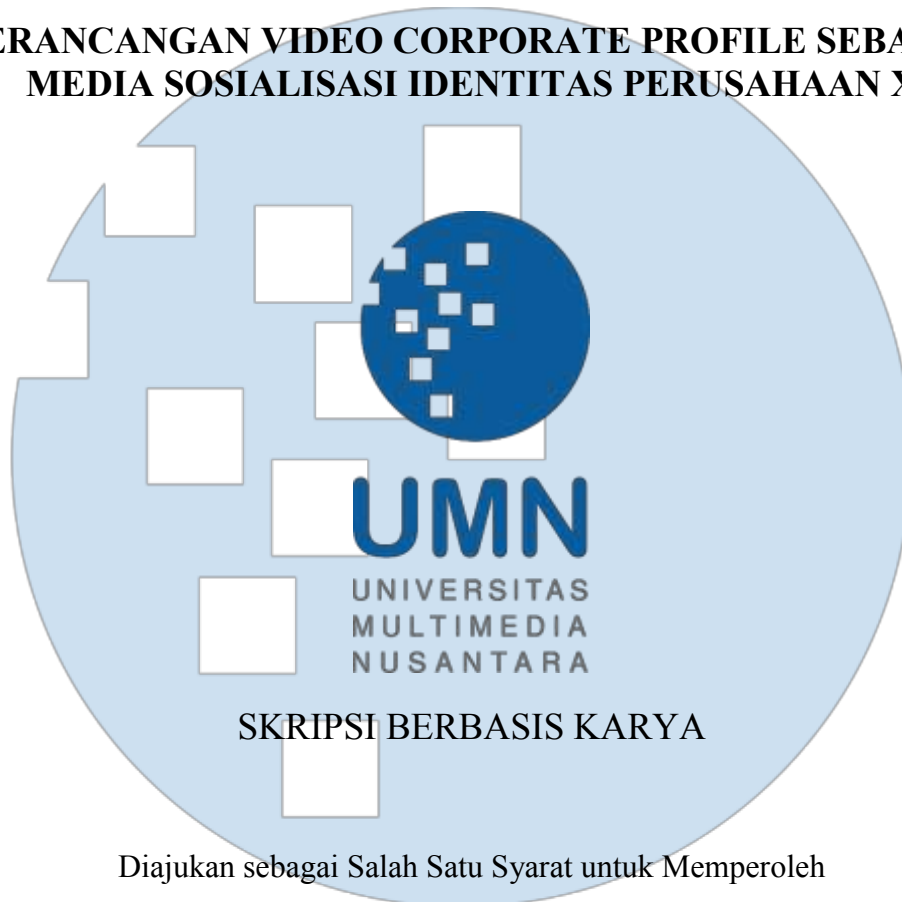 ERANCANGAN VIDEO CORPORATE PROFILE SEBA
MEDIA SOSIALISASI IDENTITAS PERUSAHAAN X
UMN
UNIVERSITAS
MULTIMEDIA
NUSANTARA
SKRIPSI BERBASIS KARYA
Diajukan sebagai Salah Satu Syarat untuk Memperoleh